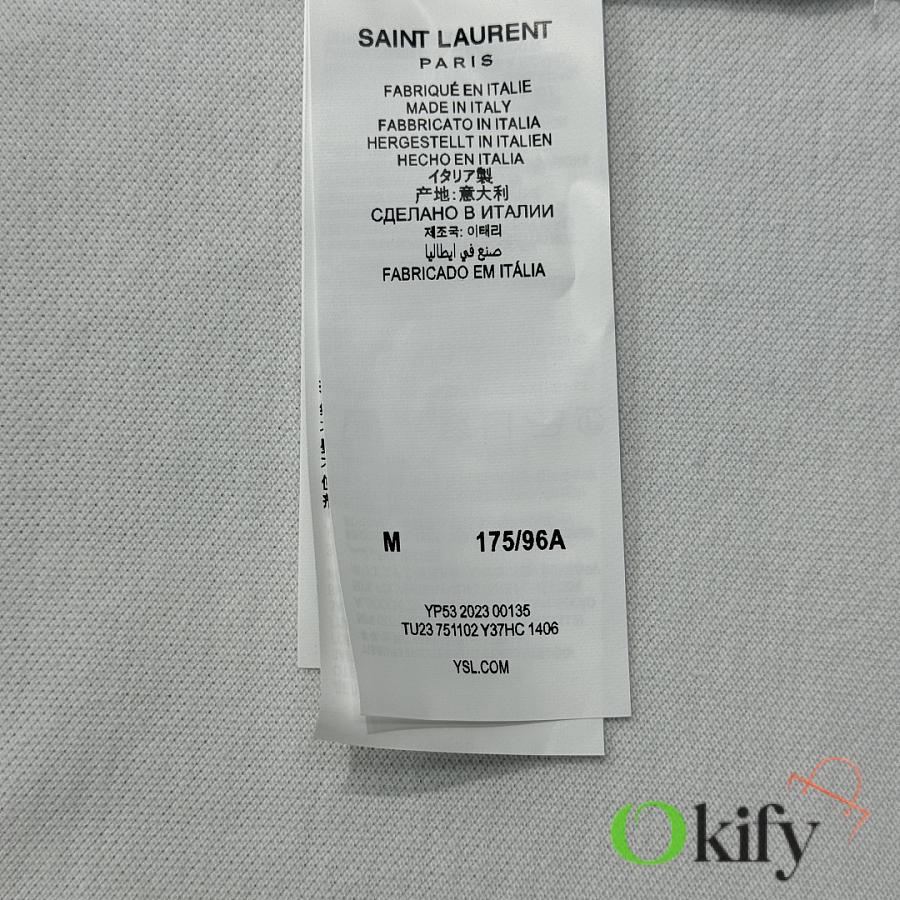 SAINT LAURENT
PARIS
FABRIQUÉ EN ITALIE
MADE IN ITALY
FABBRICATO IN ITALIA
HERGESTELLT IN ITALIEN
HECHO EN ITALIA
イタリア製
产地:意大利
СДЕЛАНО В ИТАЛИИ
제조국: 이태리
صنع في ايطاليا
FABRICADO EM ITÁLIA
M 175/96A
YP53 2023 00135
TU23 751102 Y37HC 1406
YSL.COM
Okify